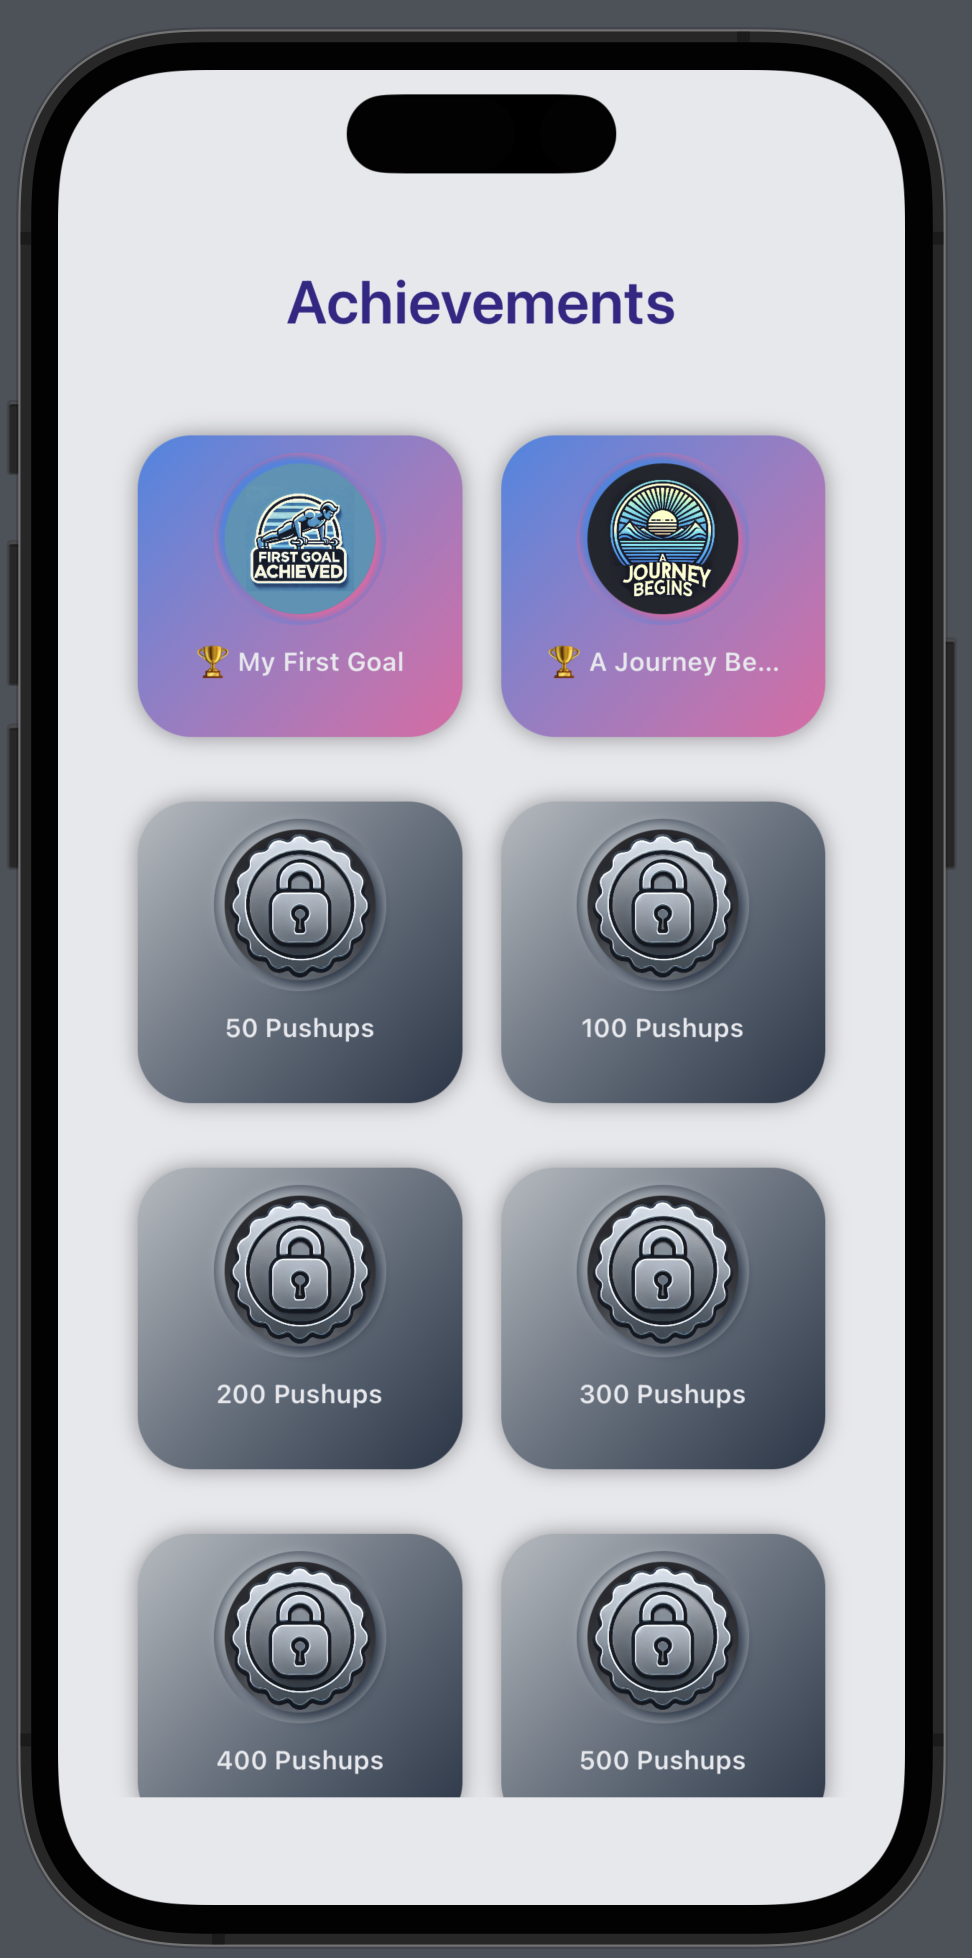 Achievements
FIRST GOAL
ACHIEVED
🏆 My First Goal
A
JOURNEY
BEGINS
🏆 A Journey Be...
50 Pushups
100 Pushups
200 Pushups
300 Pushups
400 Pushups
500 Pushups